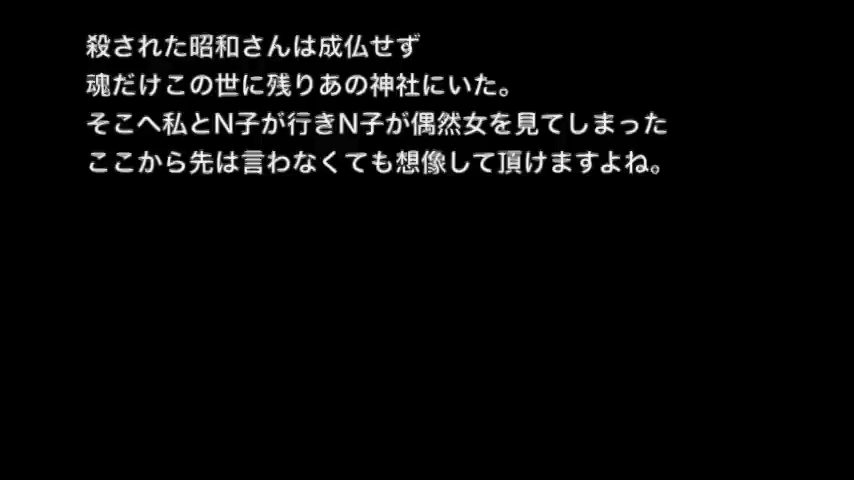 殺された昭和さんは成仏せず
魂だけこの世に残りあの神社にいた。
そこへ私とN子が行きN子が偶然女を見てしまった
ここから先は言わなくても想像して頂けますよね。